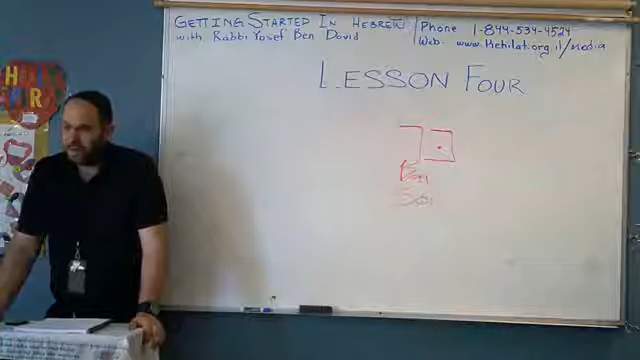 GETTING STARTED IN HEBREW
with Rabbi Yosef Ben David
Phone 1-844-534-4524
Web: www.Kehilat.org.il/media
LESSON FOUR